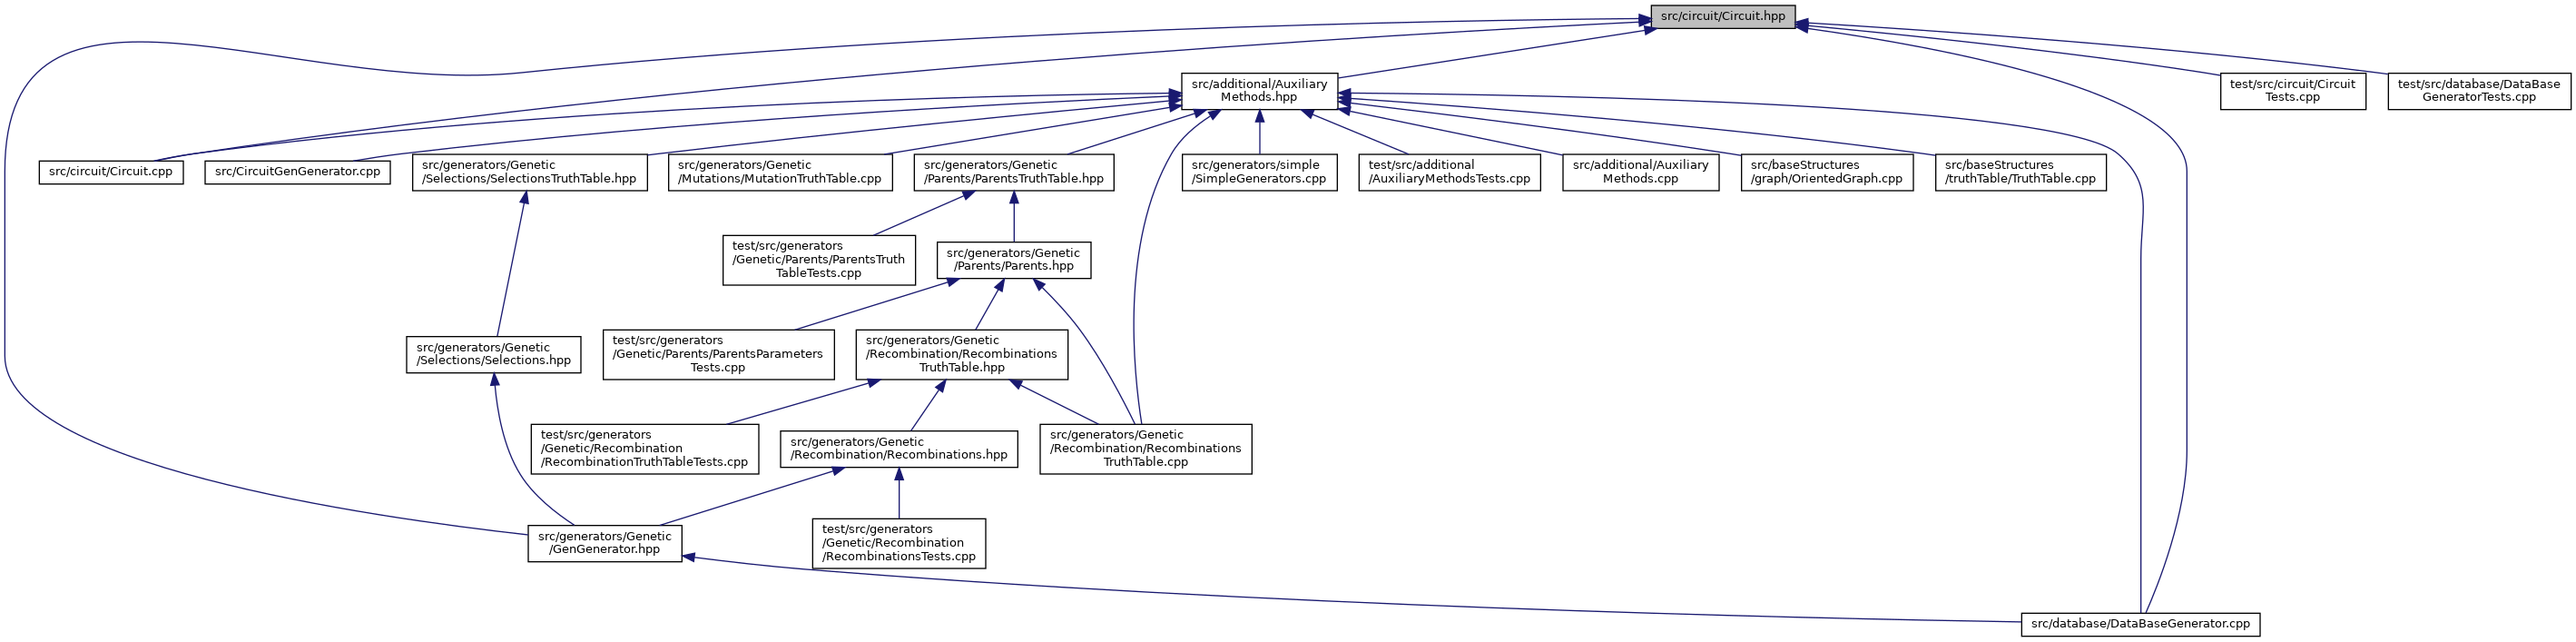 src/circuit/Circuit.hpp
src/additional/Auxiliary
Methods.hpp
test/src/circuit/Circuit
Tests.cpp
test/src/database/DataBase
GeneratorTests.cpp
src/circuit/Circuit.cpp
src/CircuitGenGenerator.cpp
src/generators/Genetic
/Selections/SelectionsTruthTable.hpp
src/generators/Genetic
/Mutations/MutationTruthTable.cpp
src/generators/Genetic
/Parents/ParentsTruthTable.hpp
src/generators/simple
/SimpleGenerators.cpp
test/src/additional
/AuxiliaryMethodsTests.cpp
src/additional/Auxiliary
Methods.cpp
src/baseStructures
/graph/OrientedGraph.cpp
src/baseStructures
/truthTable/TruthTable.cpp
test/src/generators
/Genetic/Parents/ParentsTruth
TableTests.cpp
src/generators/Genetic
/Parents/Parents.hpp
src/generators/Genetic
/Selections/Selections.hpp
test/src/generators
/Genetic/Parents/ParentsParameters
Tests.cpp
src/generators/Genetic
/Recombination/Recombinations
TruthTable.hpp
test/src/generators
/Genetic/Recombination
/RecombinationTruthTableTests.cpp
src/generators/Genetic
/Recombination/Recombinations.hpp
src/generators/Genetic
/Recombination/Recombinations
TruthTable.cpp
src/generators/Genetic
/GenGenerator.hpp
test/src/generators
/Genetic/Recombination
/RecombinationsTests.cpp
src/database/DataBaseGenerator.cpp